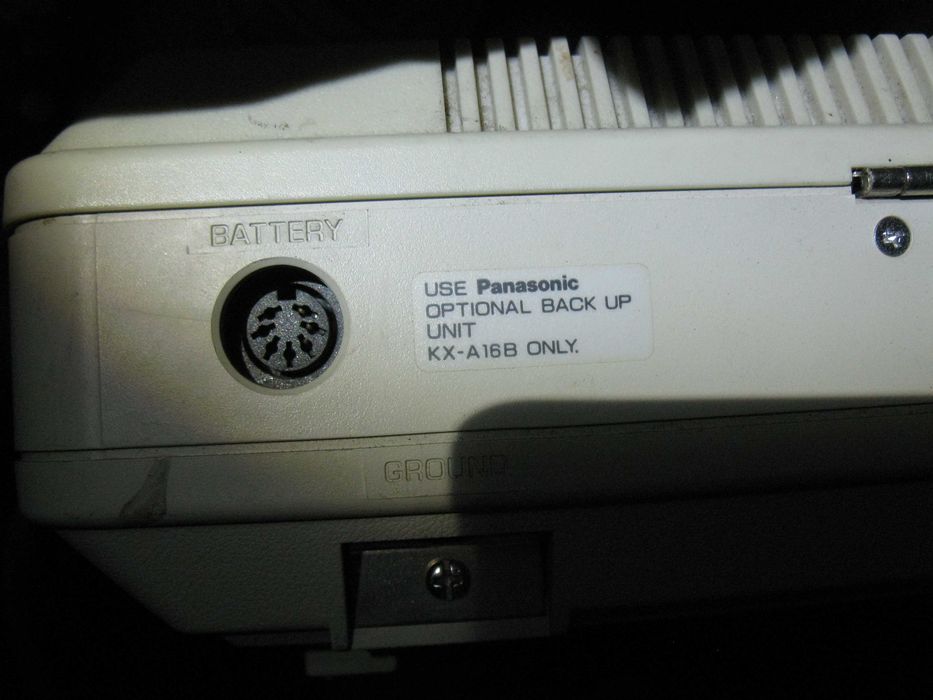 BATTERY
USE Panasonic
OPTIONAL BACK UP
UNIT
KX-A16B ONLY.
GROUND